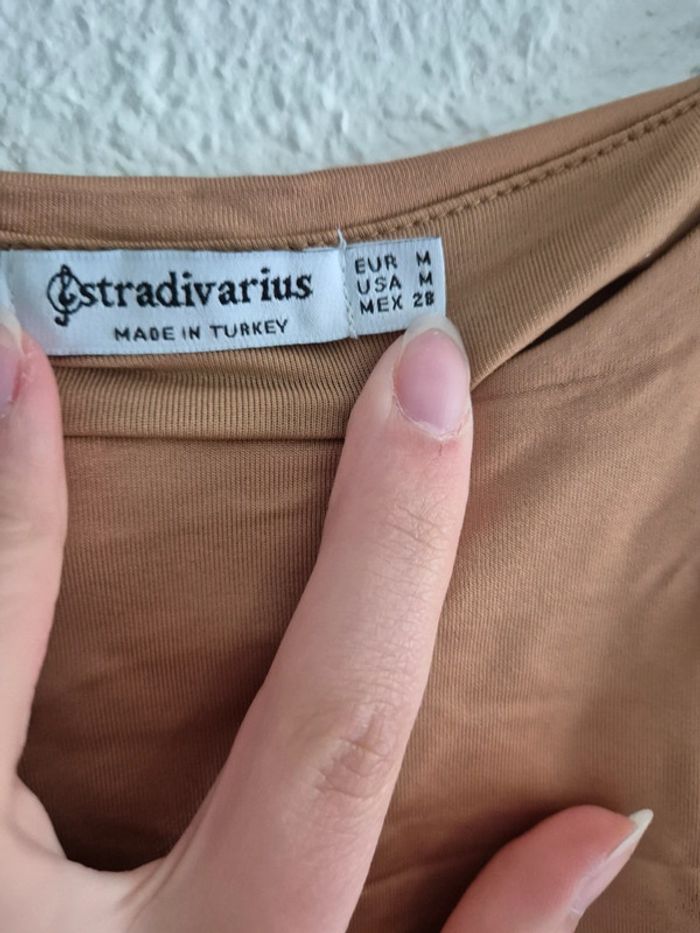 stradivarius
MADE IN TURKEY
EUR M
USA M
MEX 28